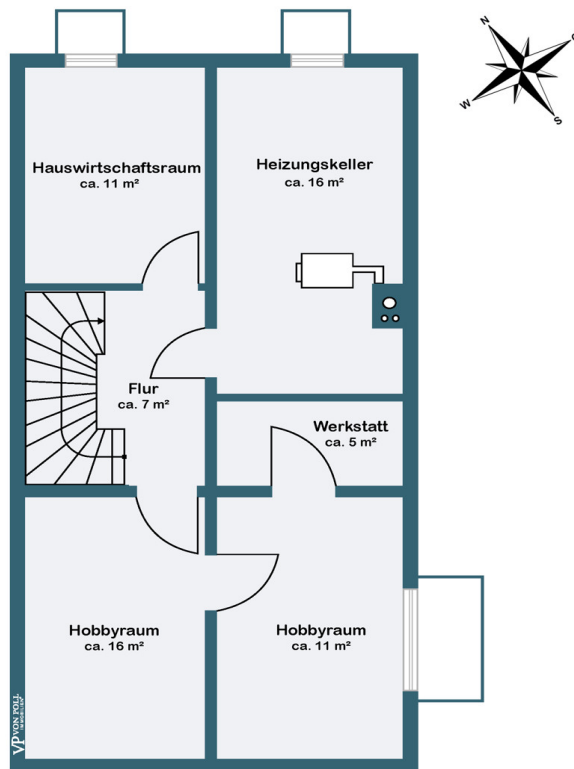 N
O
W
S
Hauswirtschaftsraum
ca. 11 m²
Heizungskeller
ca. 16 m²
Flur
ca. 7 m²
Werkstatt
ca. 5 m²
Hobbyraum
ca. 16 m²
Hobbyraum
ca. 11 m²
VP VON POLL
IMMOBILIEN